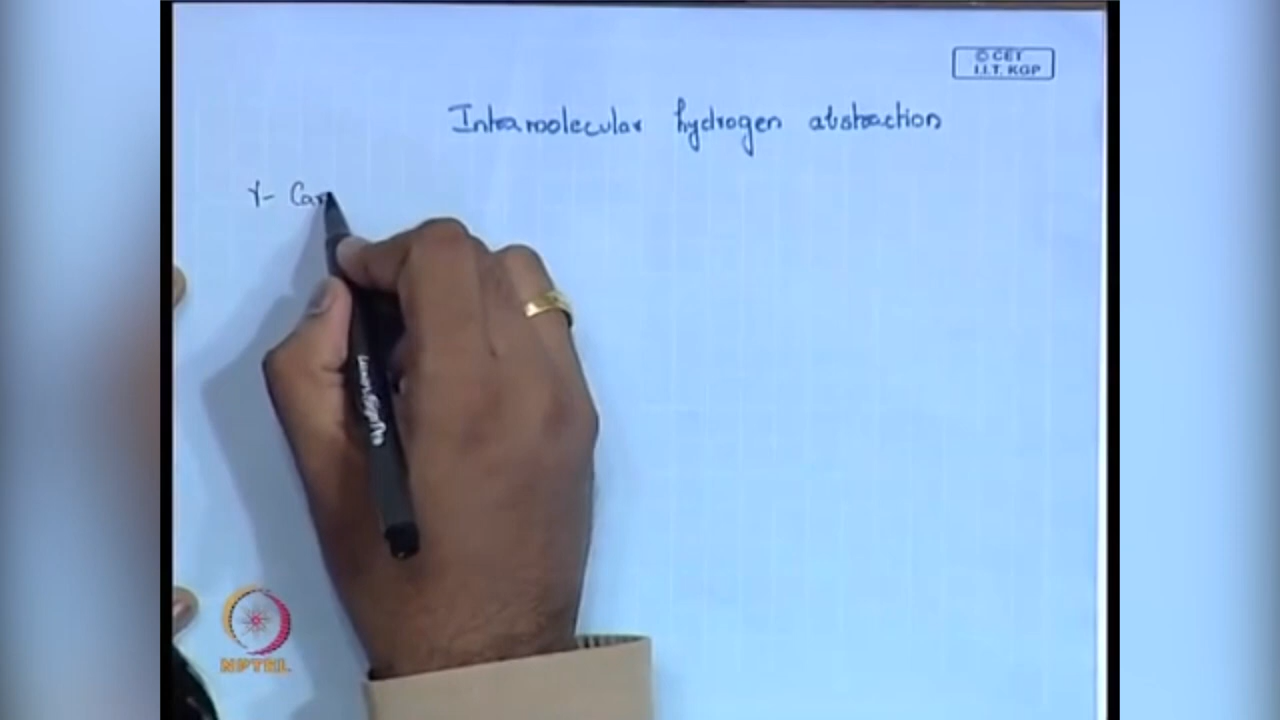 © CET
I.I.T. KGP
Intramolecular hydrogen abstraction
γ- Car
NPTEL